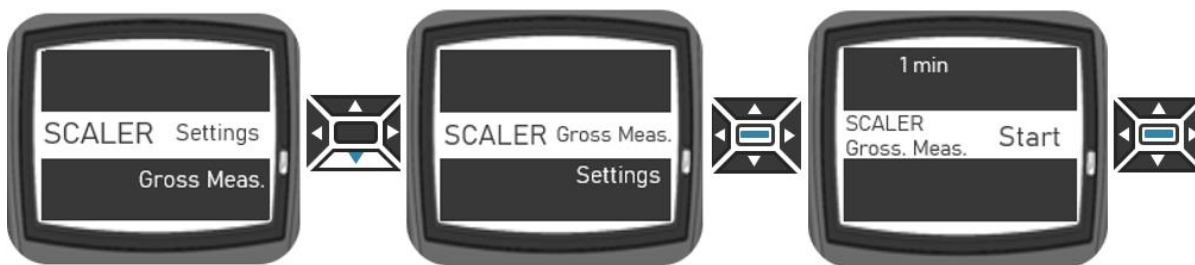 SCALER Settings
Gross Meas.
SCALER Gross Meas.
Settings
1 min
SCALER
Gross. Meas.
Start